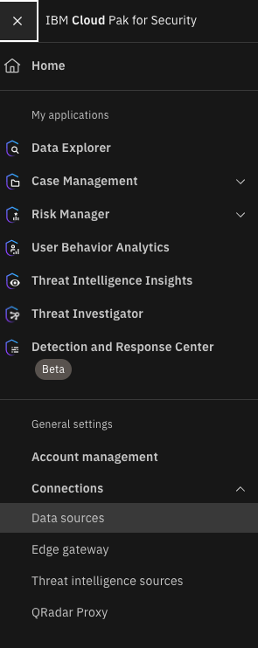 IBM Cloud Pak for Security
Home
My applications
Data Explorer
Case Management
Risk Manager
User Behavior Analytics
Threat Intelligence Insights
Threat Investigator
Detection and Response Center
Beta
General settings
Account management
Connections
Data sources
Edge gateway
Threat intelligence sources
QRadar Proxy